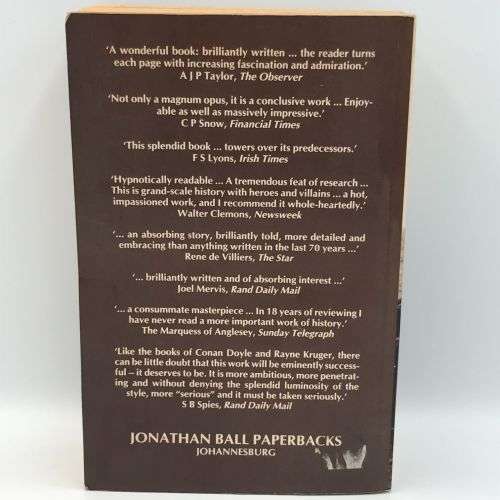 ‘A wonderful book: brilliantly written ... the reader turns
each page with increasing fascination and admiration.’
A J P Taylor, The Observer
‘Not only a magnum opus, it is a conclusive work ... Enjoy-
able as well as massively impressive.’
C P Snow, Financial Times
‘This splendid book ... towers over its predecessors.’
F S Lyons, Irish Times
‘Hypnotically readable ... A tremendous feat of research ...
This is grand-scale history with heroes and villains ... a hot,
impassioned work, and I recommend it whole-heartedly.’
Walter Clemons, Newsweek
‘... an absorbing story, brilliantly told, more detailed and
embracing than anything written in the last 70 years ...’
Rene de Villiers, The Star
‘... brilliantly written and of absorbing interest ...’
Joel Mervis, Rand Daily Mail
‘... a consummate masterpiece ... In 18 years of reviewing I
have never read a more important work of history.’
The Marquess of Anglesey, Sunday Telegraph
‘Like the books of Conan Doyle and Rayne Kruger, there
can be little doubt that this work will be eminently success-
ful – it deserves to be. It is more ambitious, more penetrat-
ing and without denying the splendid luminosity of the
style, more “serious” and it must be taken seriously.’
S B Spies, Rand Daily Mail
JONATHAN BALL PAPERBACKS
JOHANNESBURG